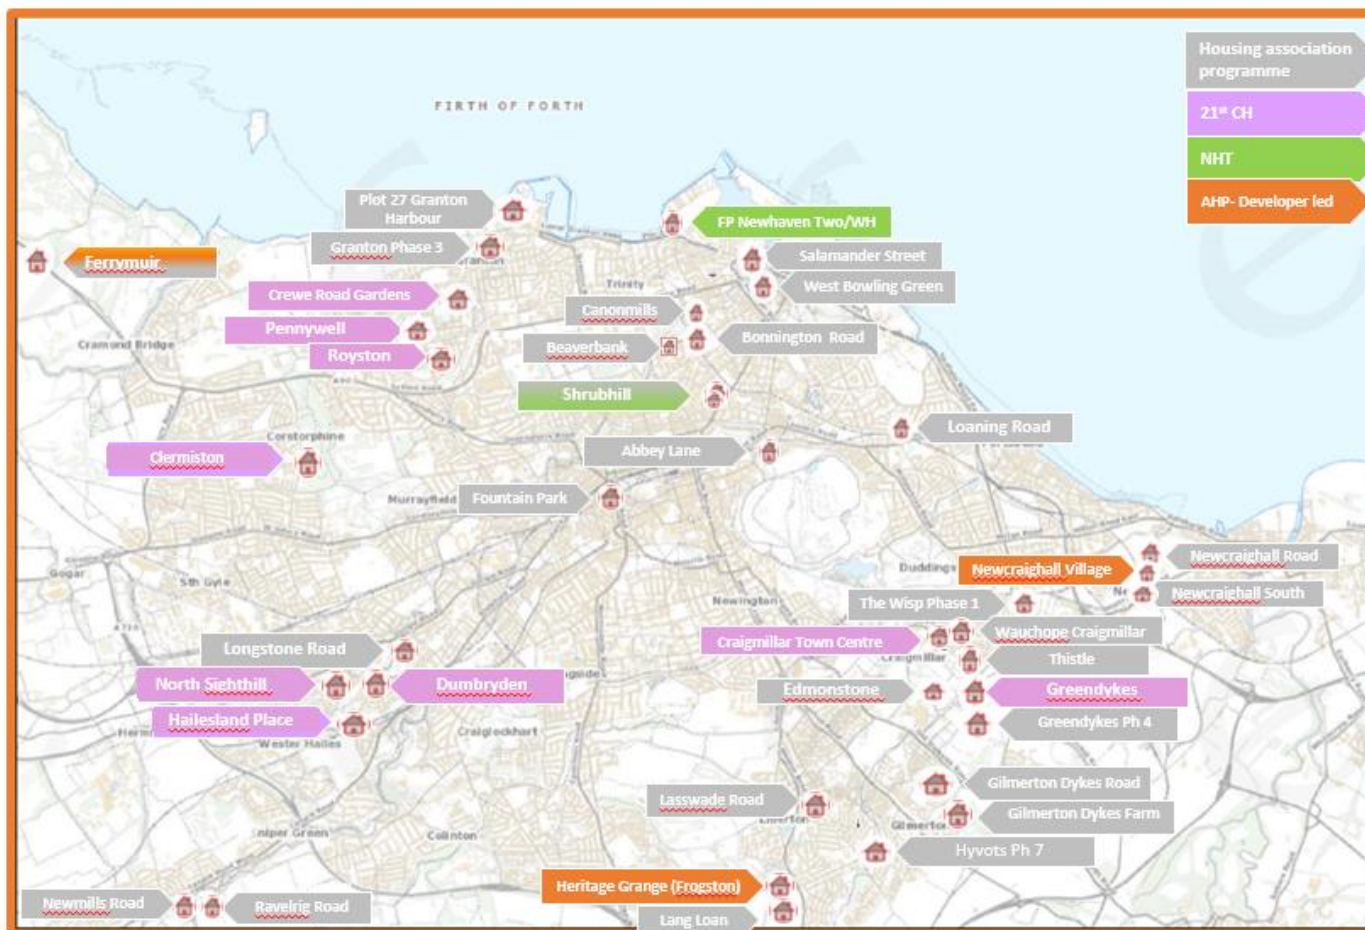 Housing association
programme
21st CH
NHT
AHP- Developer led
FIRTH OF FORTH
Plot 27 Granton
Harbour
FP Newhaven Two/WH
Granton Phase 3
Salamander Street
Ferrymuir
West Bowling Green
Crewe Road Gardens
Trinity
Canonmills
Pennywell
Bonnington Road
Cramond Bridge
Beaverbank
Royston
Shrubhill
Loaning Road
Corstorphine
Abbey Lane
Clermiston
Murrayfield
Fountain Park
Newcraighall Road
Duddings
Newcraighall Village
Gogar
Sth Gyle
Newcraighall South
Newington
The Wisp Phase 1
Wauchope Craigmillar
Craigmillar Town Centre
Longstone Road
Craigmillar
Thistle
North Siehthill
Dumbryden
Edmonstone
Greendykes
Hailesland Place
Greendykes Ph 4
Wester Hailes
Craiglockhart
Gilmerton Dykes Road
Lasswade Road
Gilmerton Dykes Farm
Gilmerton
niper Green
Colinton
Hyvots Ph 7
Heritage Grange (Frogston)
Newmills Road
Ravelrig Road
Lang Loan